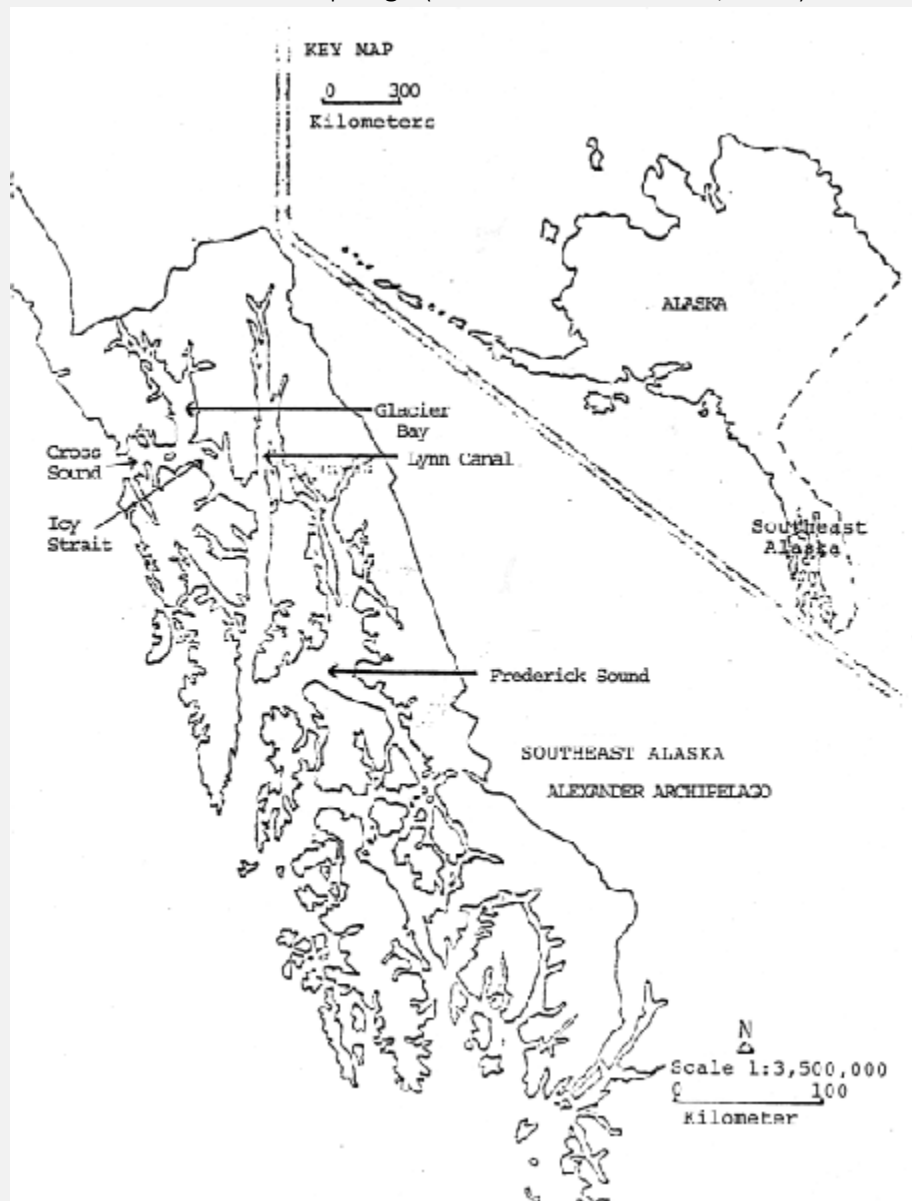 KEY MAP
0 300
Kilometers
ALASKA
Glacier
Bay
Cross
Sound
Lynn Canal
Icy
Strait
Southeast
Alaska
Frederick Sound
SOUTHEAST ALASKA
ALEXANDER ARCHIPELAGO
N
Scale 1:3,500,000
0 100
Kilometer